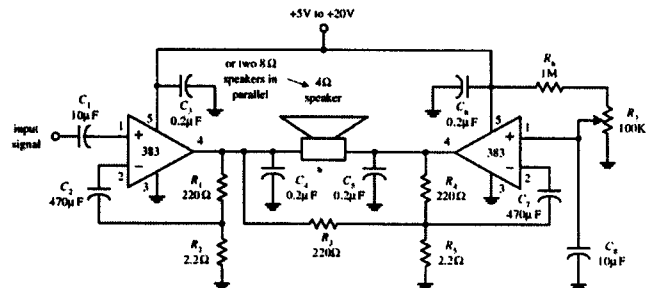 +5V to +20V
or two 8Ω
speakers in
parallel
4Ω
speaker
R6
1M
C1
10μF
C3
0.2μF
C6
0.2μF
R7
100K
input
signal
1
+
5
383
4
−
2
3
C2
470μF
R1
220Ω
C4
0.2μF
C5
0.2μF
R4
220Ω
4
5
+
1
383
−
2
3
C7
470μF
R2
2.2Ω
R3
220Ω
R5
2.2Ω
C8
10μF